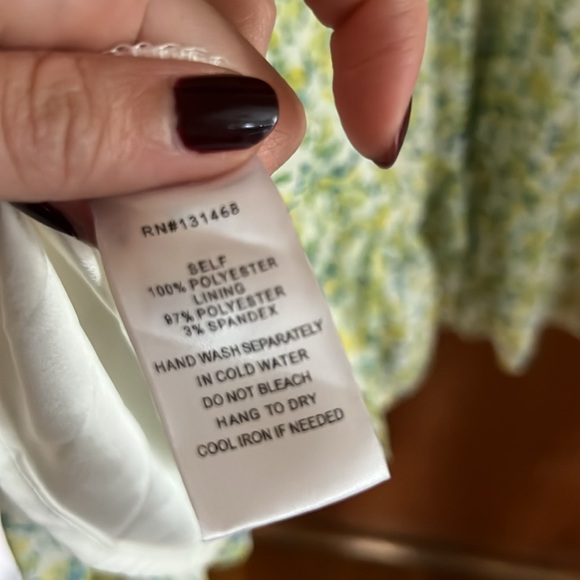 RN#131468
SELF
100% POLYESTER
LINING
97% POLYESTER
3% SPANDEX
HAND WASH SEPARATELY
IN COLD WATER
DO NOT BLEACH
HANG TO DRY
COOL IRON IF NEEDED